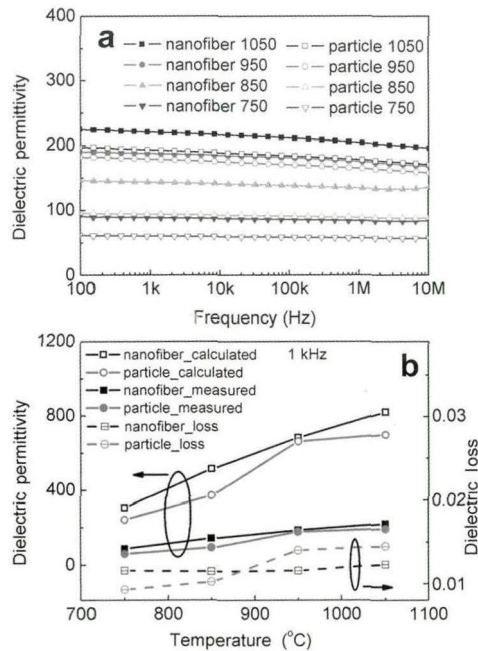 400
a
nanofiber 1050
particle 1050
nanofiber 950
particle 950
300
nanofiber 850
particle 850
nanofiber 750
particle 750
200
100
0
100
1k
10k
100k
1M
10M
Dielectric permittivity
Frequency (Hz)
1200
nanofiber_calculated
1 kHz
b
particle_calculated
nanofiber_measured
particle_measured
nanofiber_loss
particle_loss
800
400
0
0.03
0.02
0.01
Dielectric permittivity
Dielectric loss
700
800
900
1000
1100
Temperature (°C)